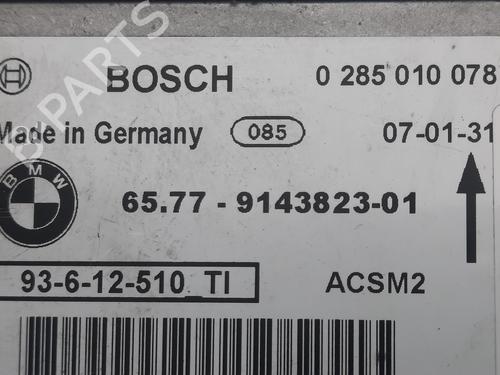 B-PARTS
BOSCH 0 285 010 078
Made in Germany 085 07-01-31
BMW
65.77 - 9143823-01
93-6-12-510_TI ACSM2